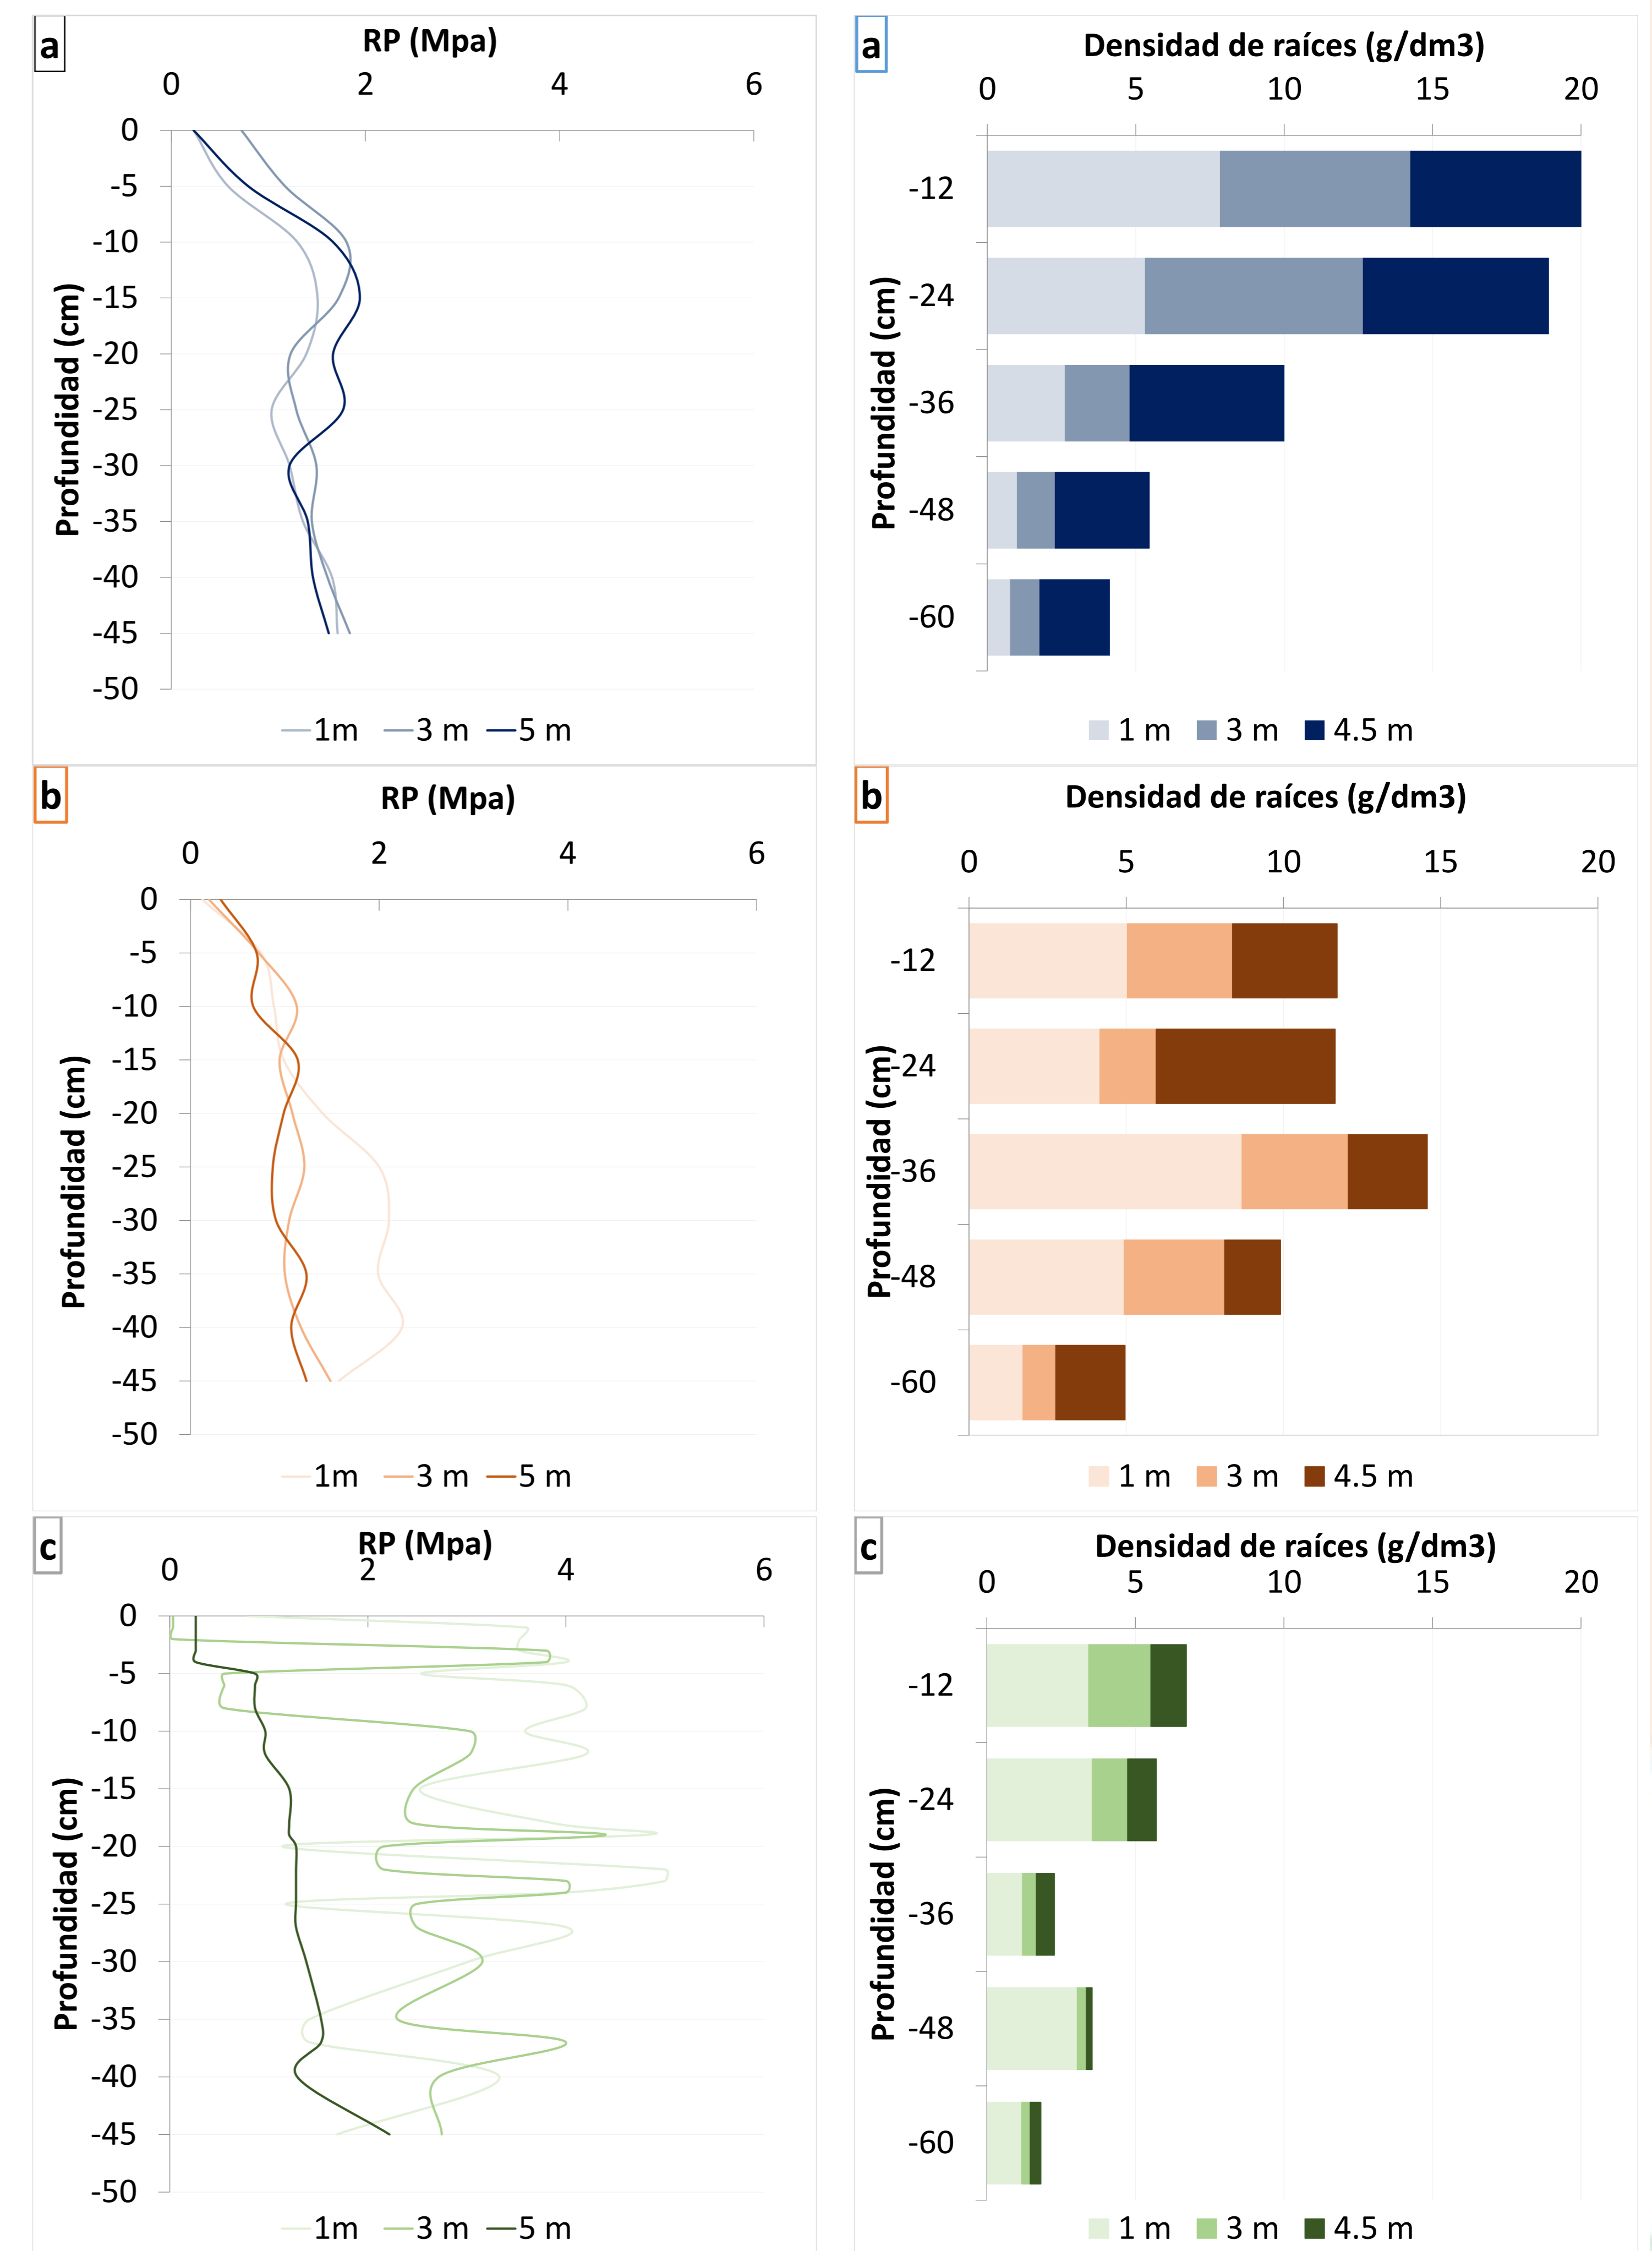 a
RP (Mpa)
0 2 4 6
0
-5
-10
-15
-20
-25
-30
-35
-40
-45
-50
Profundidad (cm)
1m 3 m 5 m
a
Densidad de raíces (g/dm3)
0 5 10 15 20
-12
-24
-36
-48
-60
Profundidad (cm)
1 m 3 m 4.5 m
b
RP (Mpa)
0 2 4 6
0
-5
-10
-15
-20
-25
-30
-35
-40
-45
-50
Profundidad (cm)
1m 3 m 5 m
b
Densidad de raíces (g/dm3)
0 5 10 15 20
-12
-24
-36
-48
-60
Profundidad (cm)
1 m 3 m 4.5 m
c
RP (Mpa)
0 2 4 6
0
-5
-10
-15
-20
-25
-30
-35
-40
-45
-50
Profundidad (cm)
1m 3 m 5 m
c
Densidad de raíces (g/dm3)
0 5 10 15 20
-12
-24
-36
-48
-60
Profundidad (cm)
1 m 3 m 4.5 m